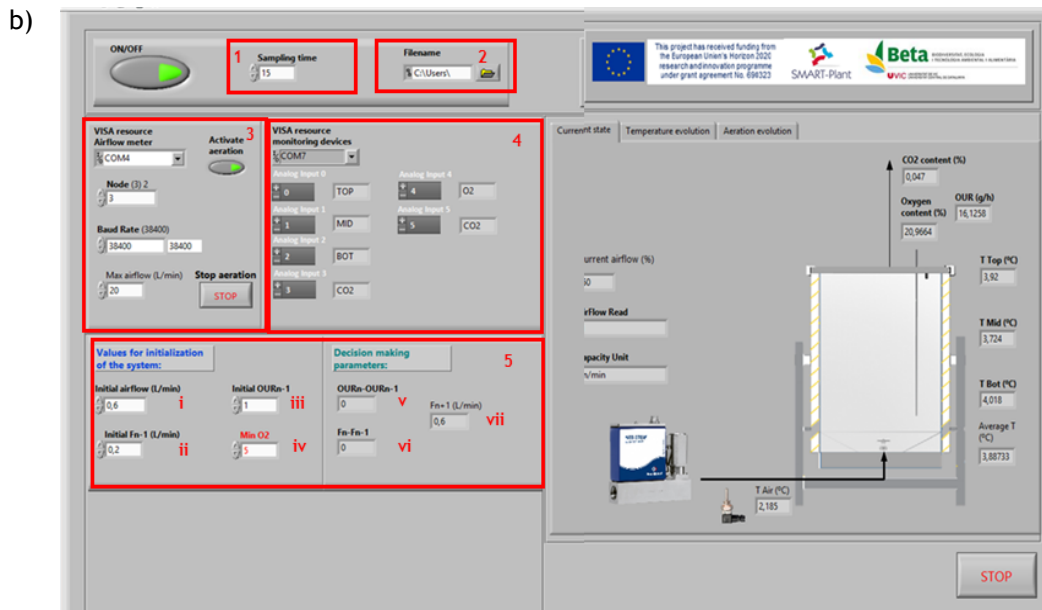 b)
ON/OFF
1
Sampling time
15
Filename
2
C:\Users\
This project has received funding from
the European Union's Horizon 2020
research and innovation programme
under grant agreement No. 690323
SMART-Plant
Beta
UVIC
VISA resource
Airflow meter
3
COM4
Activate
aeration
Node (3) 2
3
Baud Rate (38400)
38400 38400
Max airflow (L/min)
20
Stop aeration
STOP
VISA resource
monitoring devices
4
COM7
Analog Input 0
0 TOP
Analog Input 1
1 MID
Analog Input 2
2 BOT
Analog Input 3
3 CO2
Analog Input 4
4 O2
Analog Input 5
5 CO2
Values for initialization
of the system:
Initial airflow (L/min)
0,6 i
Initial Fn-1 (L/min)
0,2 ii
Initial OURn-1
1 iii
Min O2
5 iv
Decision making
parameters:
5
OURn-OURn-1
0 v
Fn-Fn-1
0 vi
Fn+1 (L/min)
0,6 vii
Currennt state Temperature evolution Aeration evolution
CO2 content (%)
0,047
Oxygen
content (%)
20,9664
OUR (g/h)
16,1258
urrent airflow (%)
irflow Read
apacity Unit
n/min
T Top (ºC)
3,92
T Mid (ºC)
3,724
T Bot (ºC)
4,018
Average T
(ºC)
3,88733
T Air (ºC)
2,185
STOP